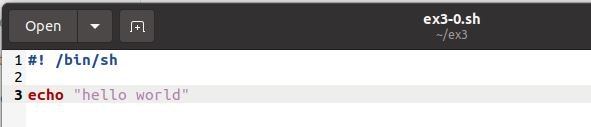 Open
ex3-0.sh
~/ex3
1 #! /bin/sh
2
3 echo "hello world"